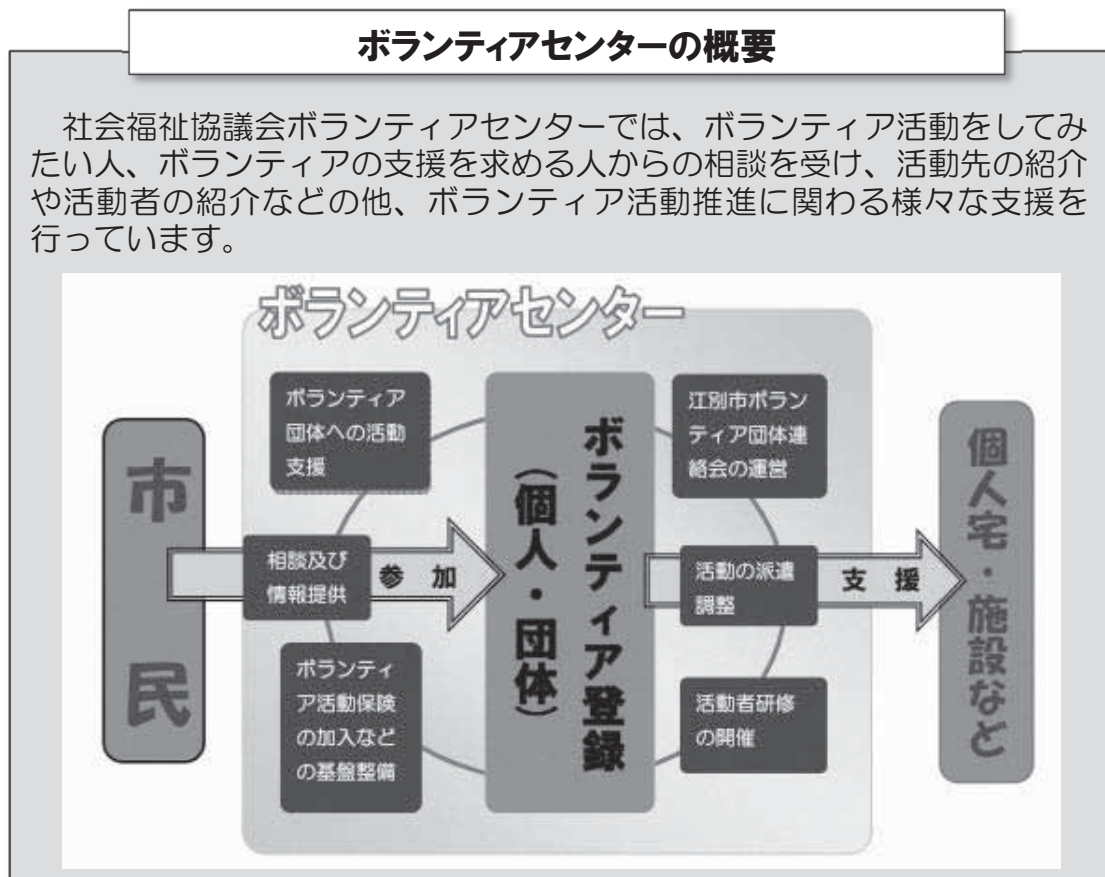 ボランティアセンターの概要
社会福祉協議会ボランティアセンターでは、ボランティア活動をしてみ
たい人、ボランティアの支援を求める人からの相談を受け、活動先の紹介
や活動者の紹介などの他、ボランティア活動推進に関わる様々な支援を
行っています。
ボランティアセンター
市民
ボランティア
団体への活動
支援
相談及び
情報提供
参 加
ボランティ
ア活動保険
の加入など
の基盤整備
ボランティア登録
（個人・団体）
江別市ボラン
ティア団体連
絡会の運営
活動の派遣
調整
支 援
活動者研修
の開催
個人宅・施設など